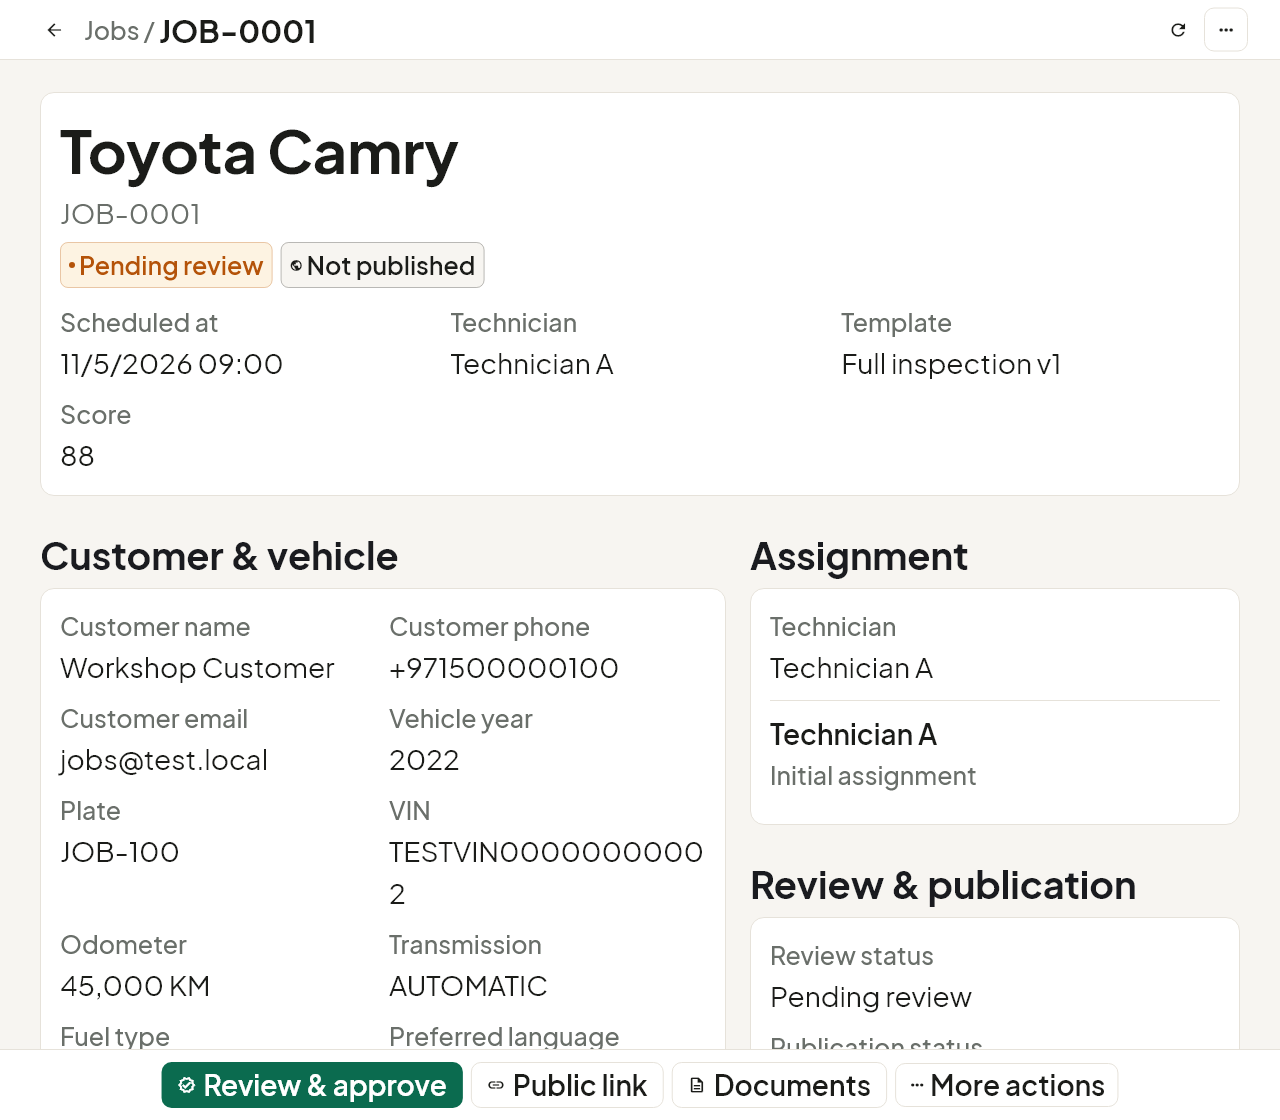 Jobs / JOB-0001
Toyota Camry
JOB-0001
Pending review
Not published
Scheduled at
11/5/2026 09:00
Technician
Technician A
Template
Full inspection v1
Score
88
Customer & vehicle
Customer name
Workshop Customer
Customer phone
+971500000100
Customer email
jobs@test.local
Vehicle year
2022
Plate
JOB-100
VIN
TESTVIN0000000000
2
Odometer
45,000 KM
Transmission
AUTOMATIC
Fuel type
Preferred language
Assignment
Technician
Technician A
Technician A
Initial assignment
Review & publication
Review status
Pending review
Publication status
Review & approve
Public link
Documents
More actions